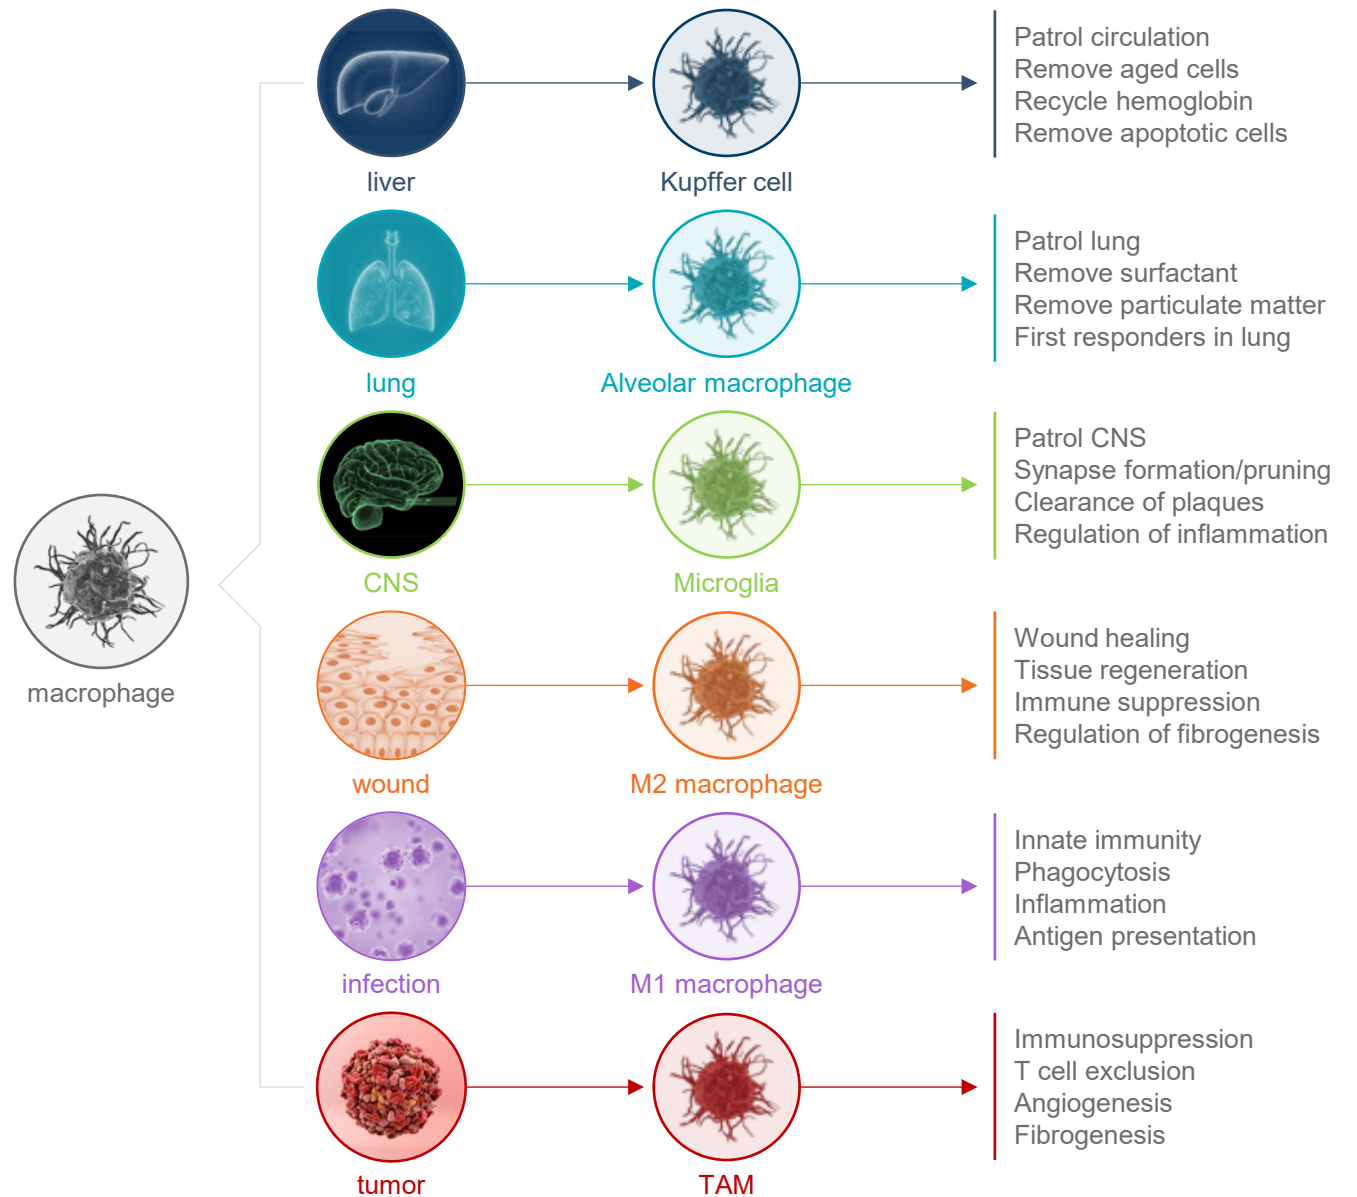 macrophage
liver
Kupffer cell
Patrol circulation
Remove aged cells
Recycle hemoglobin
Remove apoptotic cells
lung
Alveolar macrophage
Patrol lung
Remove surfactant
Remove particulate matter
First responders in lung
CNS
Microglia
Patrol CNS
Synapse formation/pruning
Clearance of plaques
Regulation of inflammation
wound
M2 macrophage
Wound healing
Tissue regeneration
Immune suppression
Regulation of fibrogenesis
infection
M1 macrophage
Innate immunity
Phagocytosis
Inflammation
Antigen presentation
tumor
TAM
Immunosuppression
T cell exclusion
Angiogenesis
Fibrogenesis